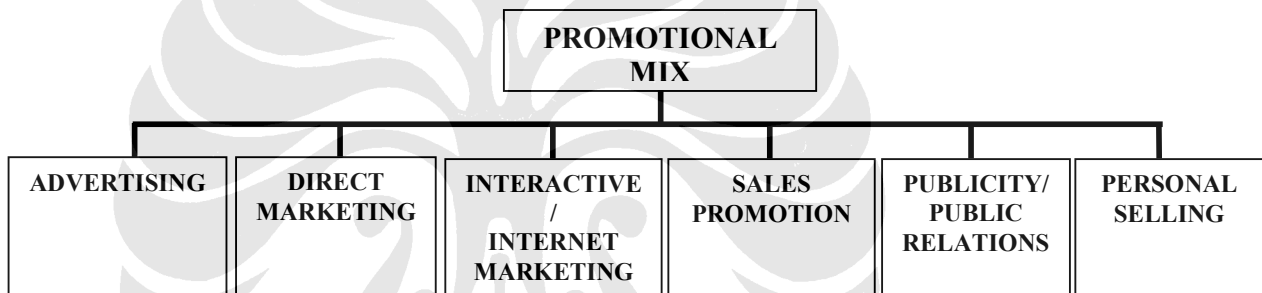 PROMOTIONAL
MIX
ADVERTISING
DIRECT
MARKETING
INTERACTIVE
/
INTERNET
MARKETING
SALES
PROMOTION
PUBLICITY/
PUBLIC
RELATIONS
PERSONAL
SELLING